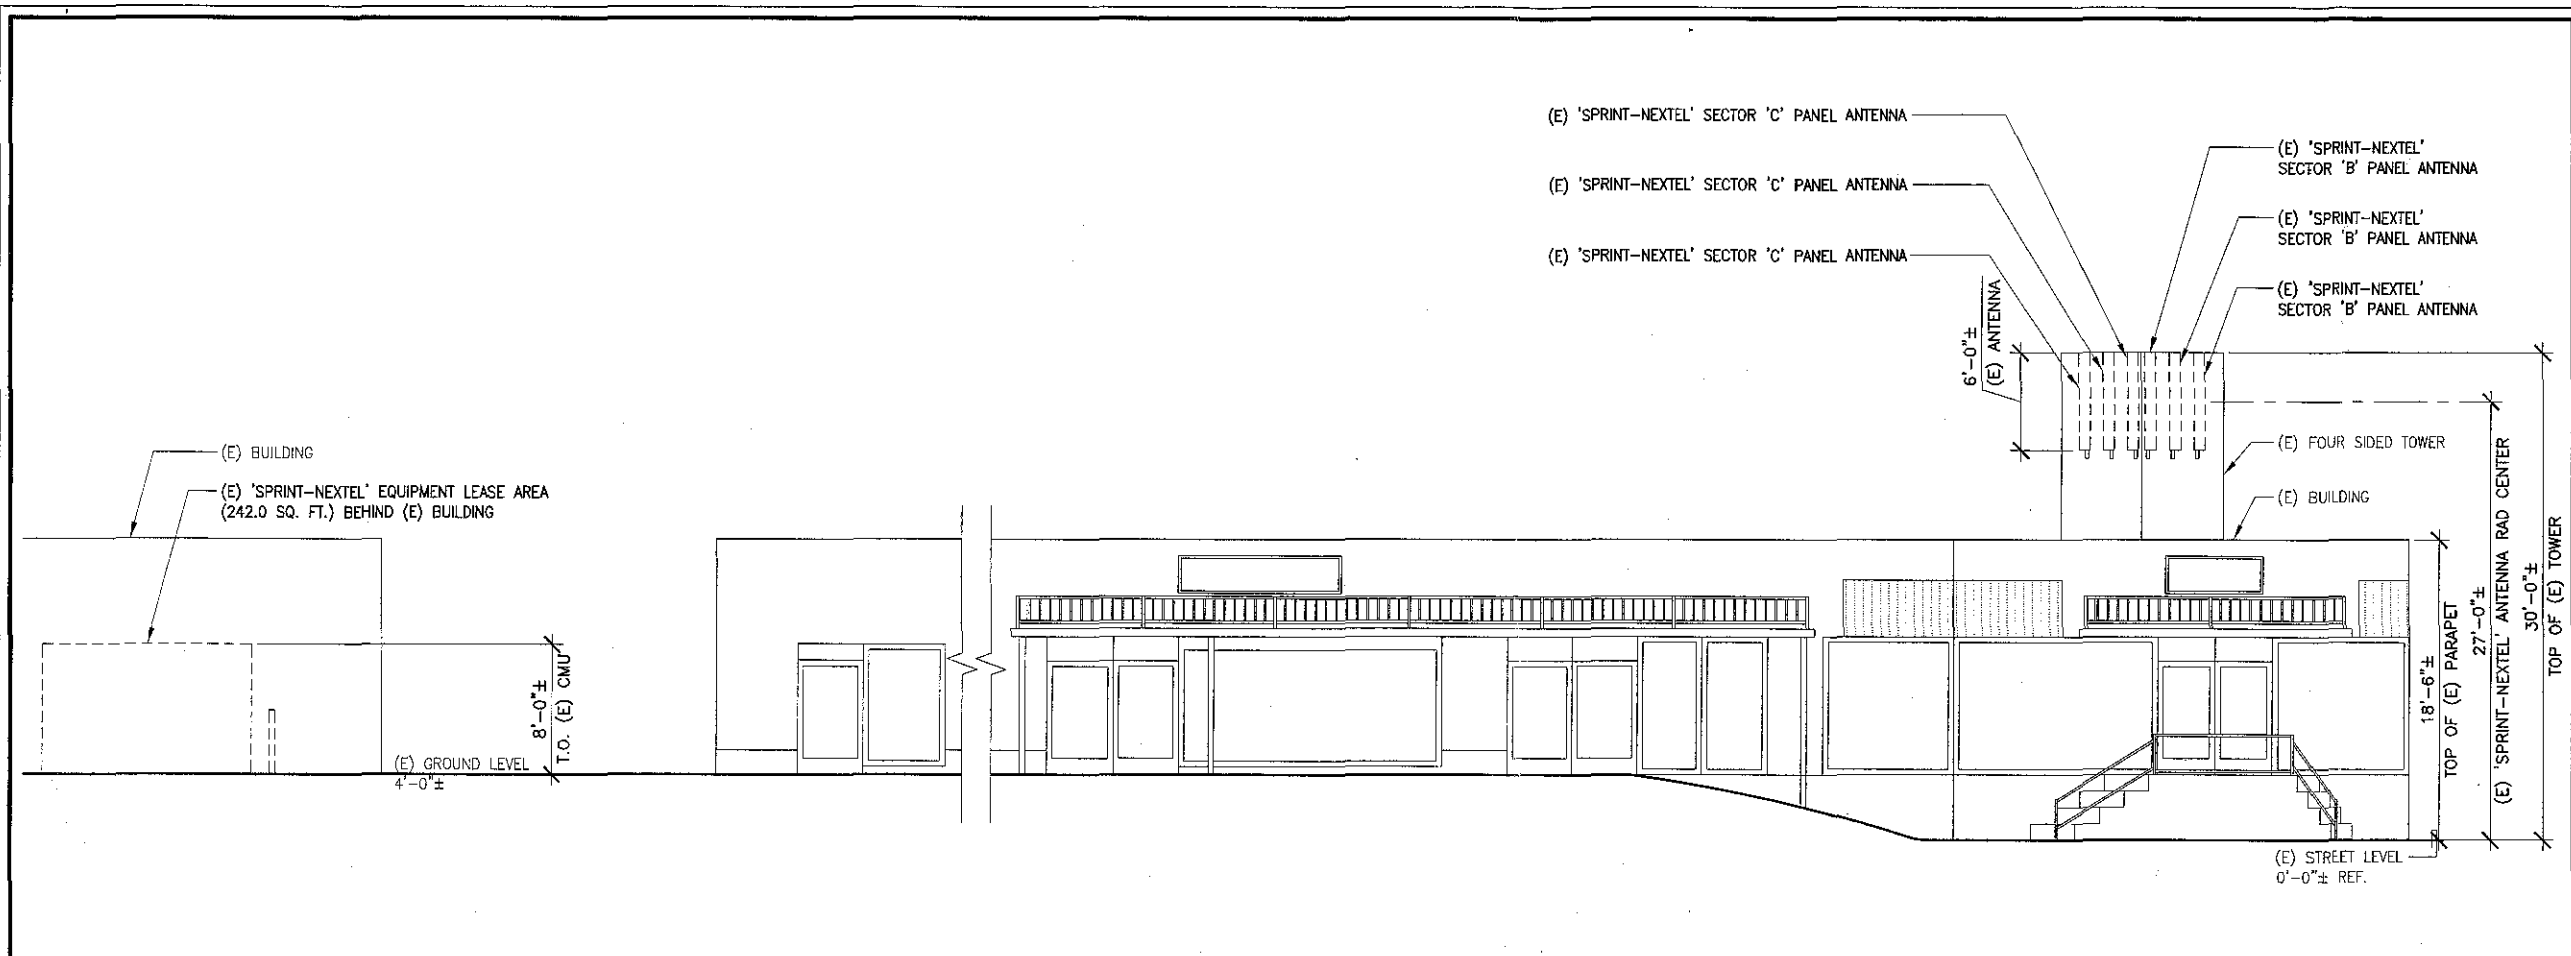 (E) 'SPRINT-NEXTEL' SECTOR 'C' PANEL ANTENNA
(E) 'SPRINT-NEXTEL' SECTOR 'C' PANEL ANTENNA
(E) 'SPRINT-NEXTEL' SECTOR 'C' PANEL ANTENNA
(E) 'SPRINT-NEXTEL'
SECTOR 'B' PANEL ANTENNA
(E) 'SPRINT-NEXTEL'
SECTOR 'B' PANEL ANTENNA
(E) 'SPRINT-NEXTEL'
SECTOR 'B' PANEL ANTENNA
6'-0"±
(E) ANTENNA
(E) FOUR SIDED TOWER
(E) BUILDING
(E) BUILDING
(E) 'SPRINT-NEXTEL' EQUIPMENT LEASE AREA
(242.0 SQ. FT.) BEHIND (E) BUILDING
8'-0"±
T.O. (E) CMU
(E) GROUND LEVEL
4'-0"±
18'-6"±
TOP OF (E) PARAPET
27'-0"±
(E) 'SPRINT-NEXTEL' ANTENNA RAD CENTER
30'-0"±
TOP OF (E) TOWER
(E) STREET LEVEL
0'-0"± REF.